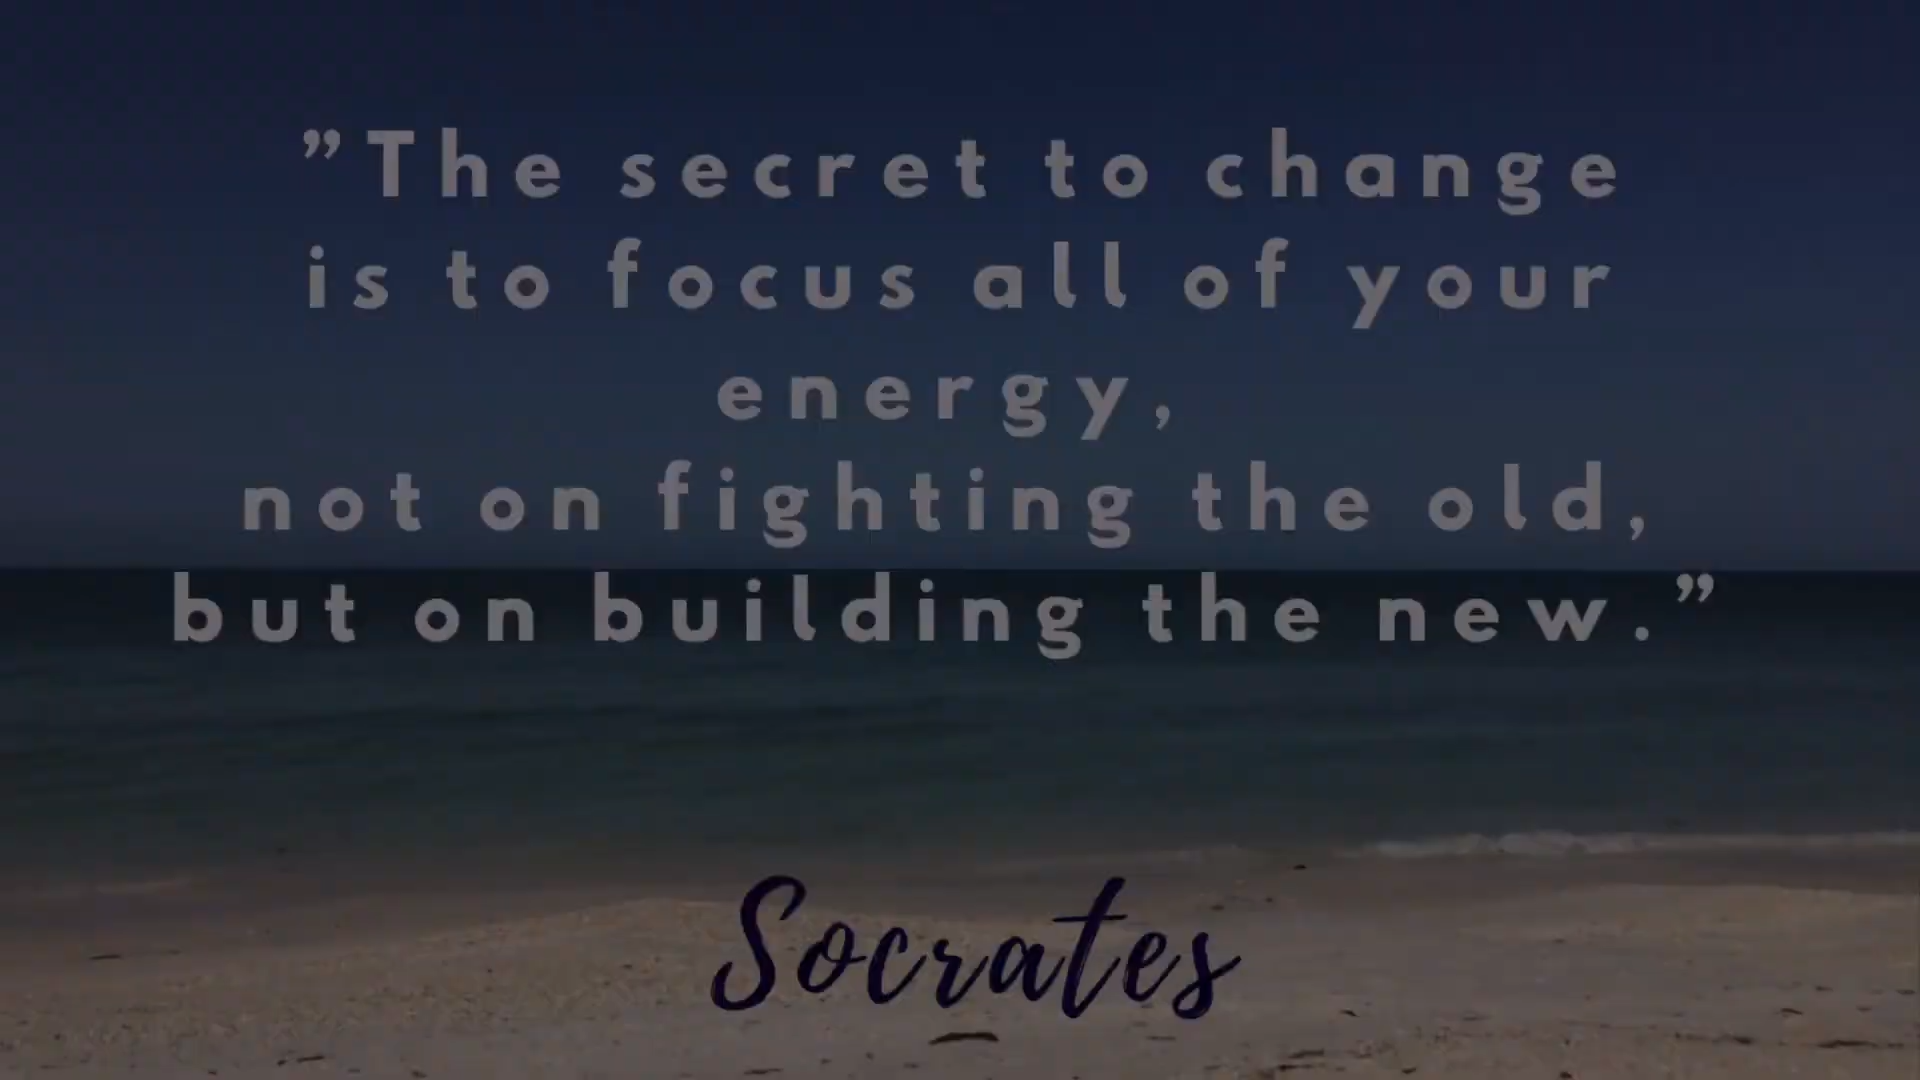 ”The secret to change
is to focus all of your
energy,
not on fighting the old,
but on building the new.”
Socrates